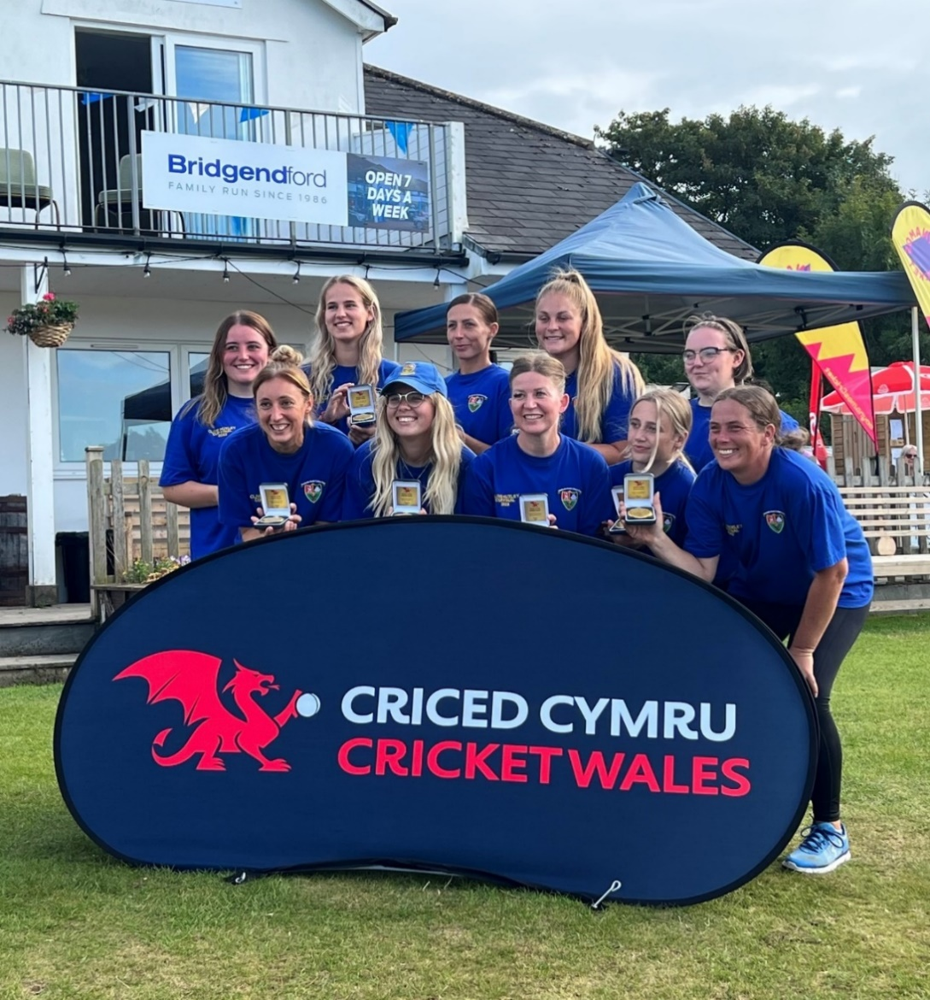 Bridgendford
FAMILY RUN SINCE 1986
OPEN 7
DAYS A
WEEK
CRICED CYMRU
CRICKET WALES